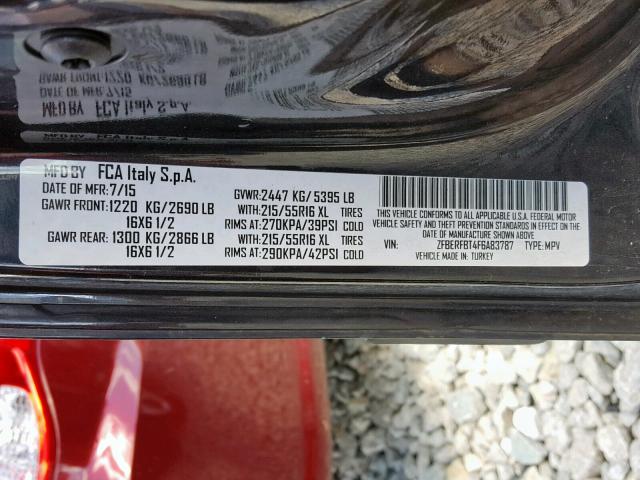 MFD BY FCA Italy S.p.A.
DATE OF MFR: 7/15
GAWR FRONT: 1220 KG/ 2690 LB
16X6 1/2
GAWR REAR: 1300 KG/ 2866 LB
16X6 1/2
GVWR: 2447 KG/ 5395 LB
WITH: 215/55R16 XL TIRES
RIMS AT: 270KPA/39PSI COLD
WITH: 215/55R16 XL TIRES
RIMS AT: 290KPA/42PSI COLD
THIS VEHICLE CONFORMS TO ALL APPLICABLE U.S.A. FEDERAL MOTOR
VEHICLE SAFETY AND THEFT PREVENTION STANDARDS IN
EFFECT ON THE DATE OF MANUFACTURE SHOWN ABOVE.
VIN: ZFBERFBT4F6A83787 TYPE: MPV
VEHICLE MADE IN: TURKEY